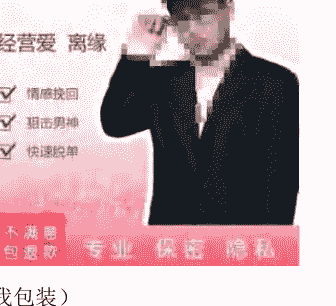 经营爱 离缘
情感挽回
狙击男神
快速脱单
不满意
包退款
专业 保密 隐私
我包装）